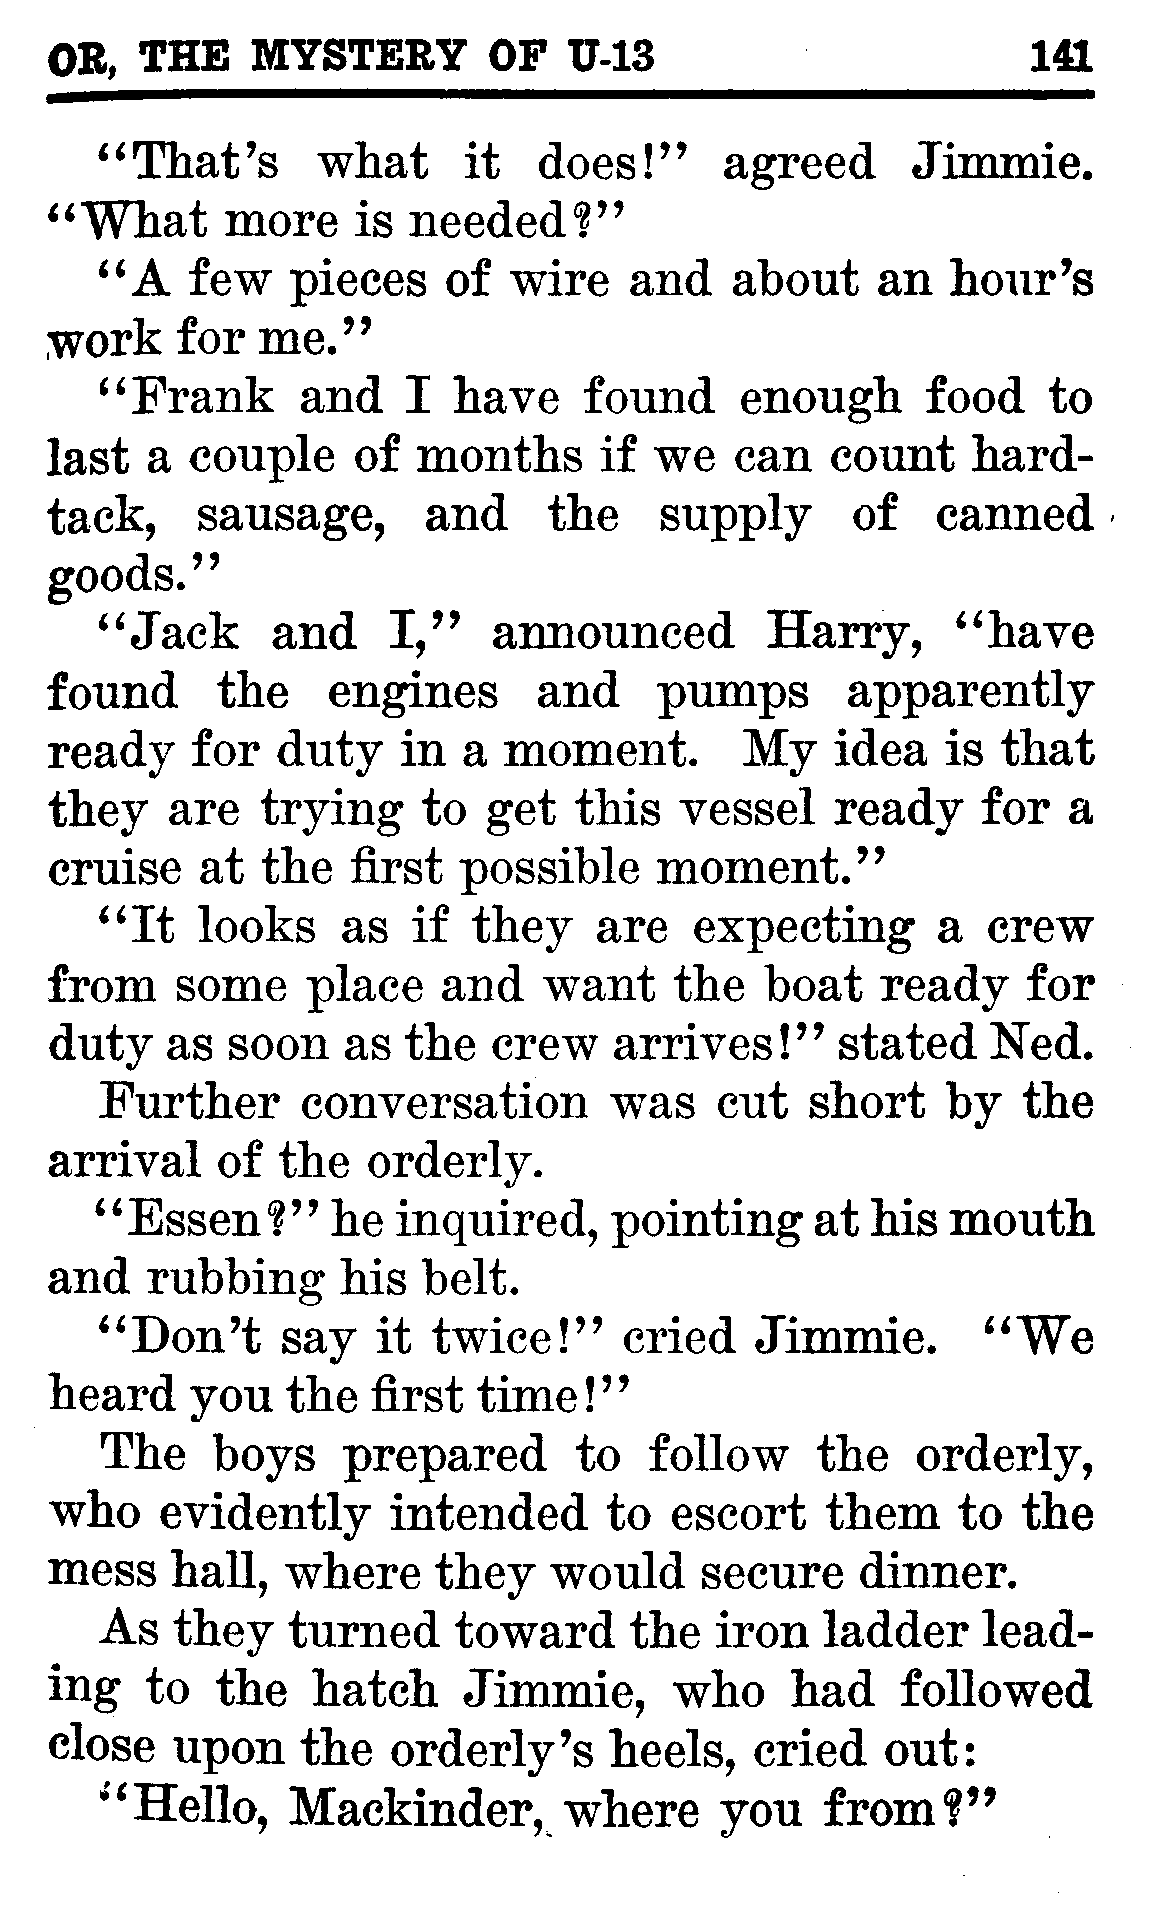 OR, THE MYSTERY OF U-13 141
“That’s what it does!” agreed Jimmie.
“What more is needed?”
“A few pieces of wire and about an hour’s
work for me.”
“Frank and I have found enough food to
last a couple of months if we can count hard-
tack, sausage, and the supply of canned
goods.”
“Jack and I,” announced Harry, “have
found the engines and pumps apparently
ready for duty in a moment. My idea is that
they are trying to get this vessel ready for a
cruise at the first possible moment.”
“It looks as if they are expecting a crew
from some place and want the boat ready for
duty as soon as the crew arrives!” stated Ned.
Further conversation was cut short by the
arrival of the orderly.
“Essen?” he inquired, pointing at his mouth
and rubbing his belt.
“Don’t say it twice!” cried Jimmie. “We
heard you the first time!”
The boys prepared to follow the orderly,
who evidently intended to escort them to the
mess hall, where they would secure dinner.
As they turned toward the iron ladder lead-
ing to the hatch Jimmie, who had followed
close upon the orderly’s heels, cried out:
“Hello, Mackinder, where you from?”